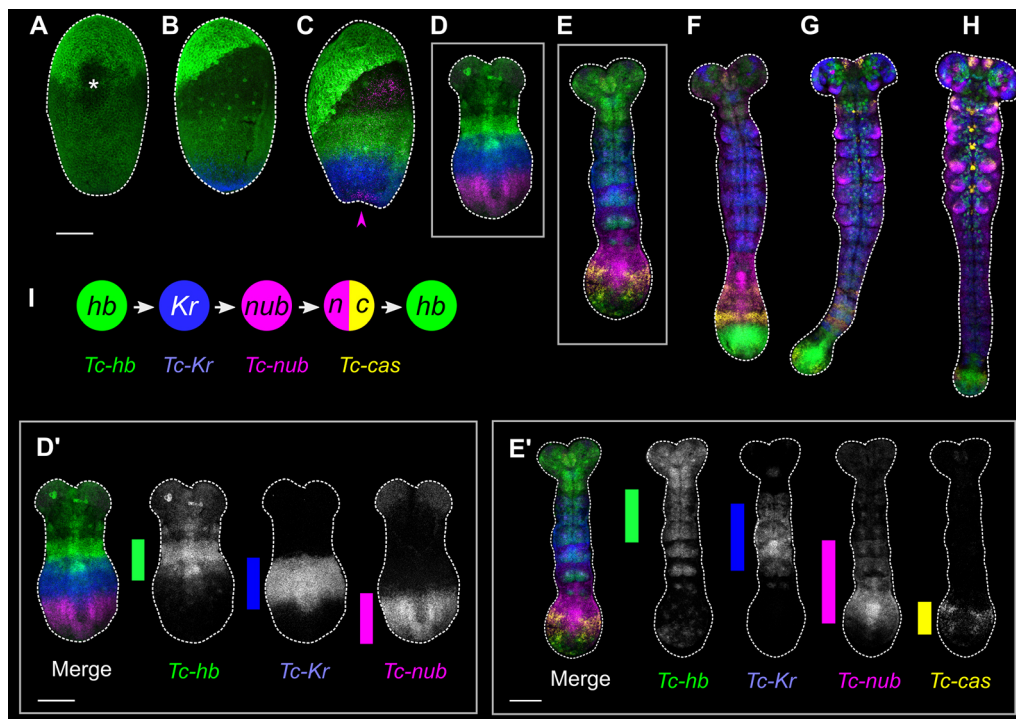 A B C D E F G H
*
I hb Kr nub n c hb
Tc-hb Tc-Kr Tc-nub Tc-cas
D'
Merge Tc-hb Tc-Kr Tc-nub
E'
Merge Tc-hb Tc-Kr Tc-nub Tc-cas